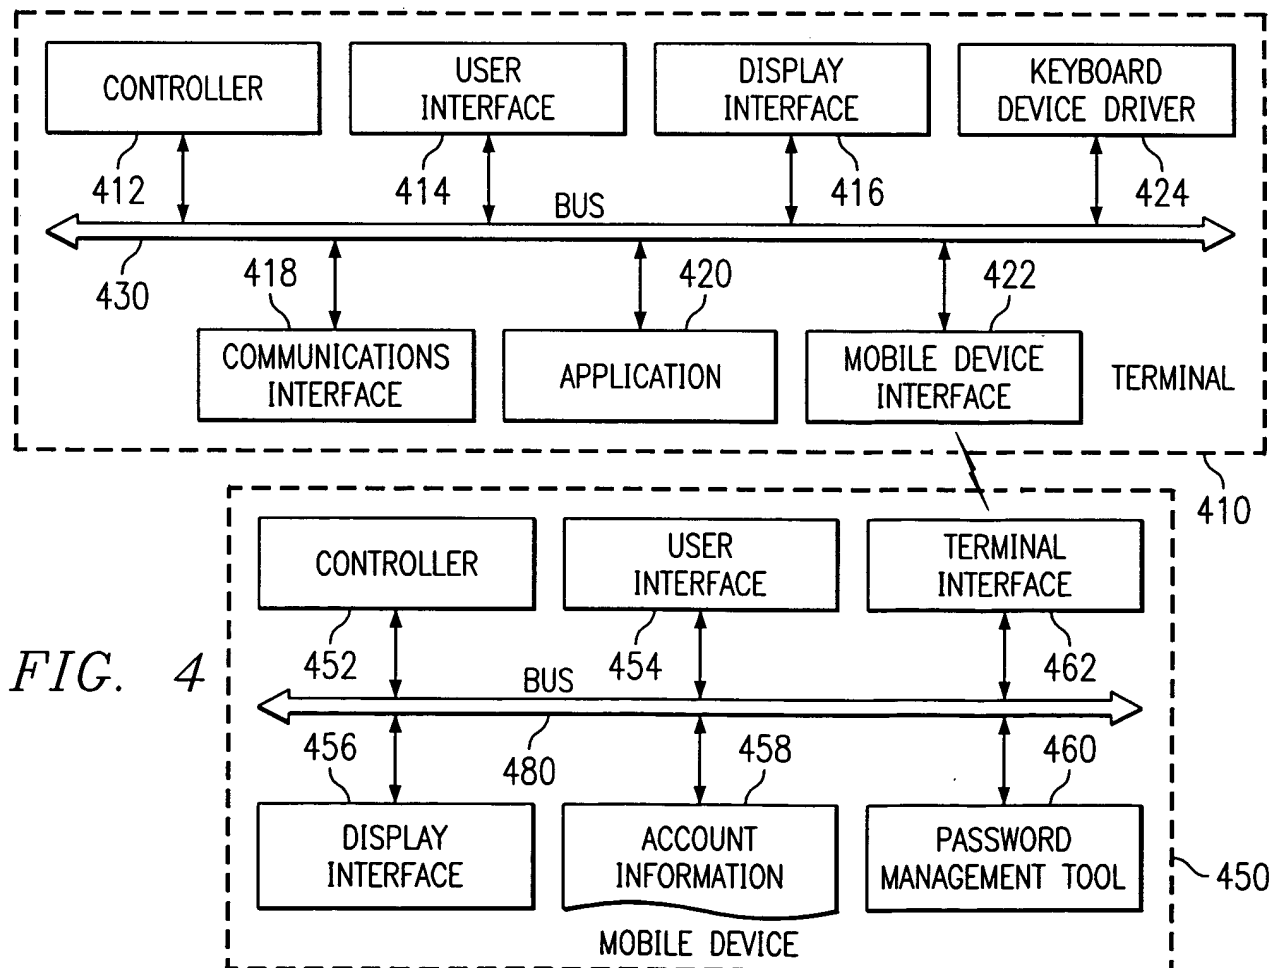 CONTROLLER
USER
INTERFACE
DISPLAY
INTERFACE
KEYBOARD
DEVICE DRIVER
412
414
416
424
BUS
430
418
420
422
COMMUNICATIONS
INTERFACE
APPLICATION
MOBILE DEVICE
INTERFACE
TERMINAL
410
CONTROLLER
USER
INTERFACE
TERMINAL
INTERFACE
452
454
462
FIG. 4
BUS
456
480
458
460
DISPLAY
INTERFACE
ACCOUNT
INFORMATION
PASSWORD
MANAGEMENT TOOL
450
MOBILE DEVICE